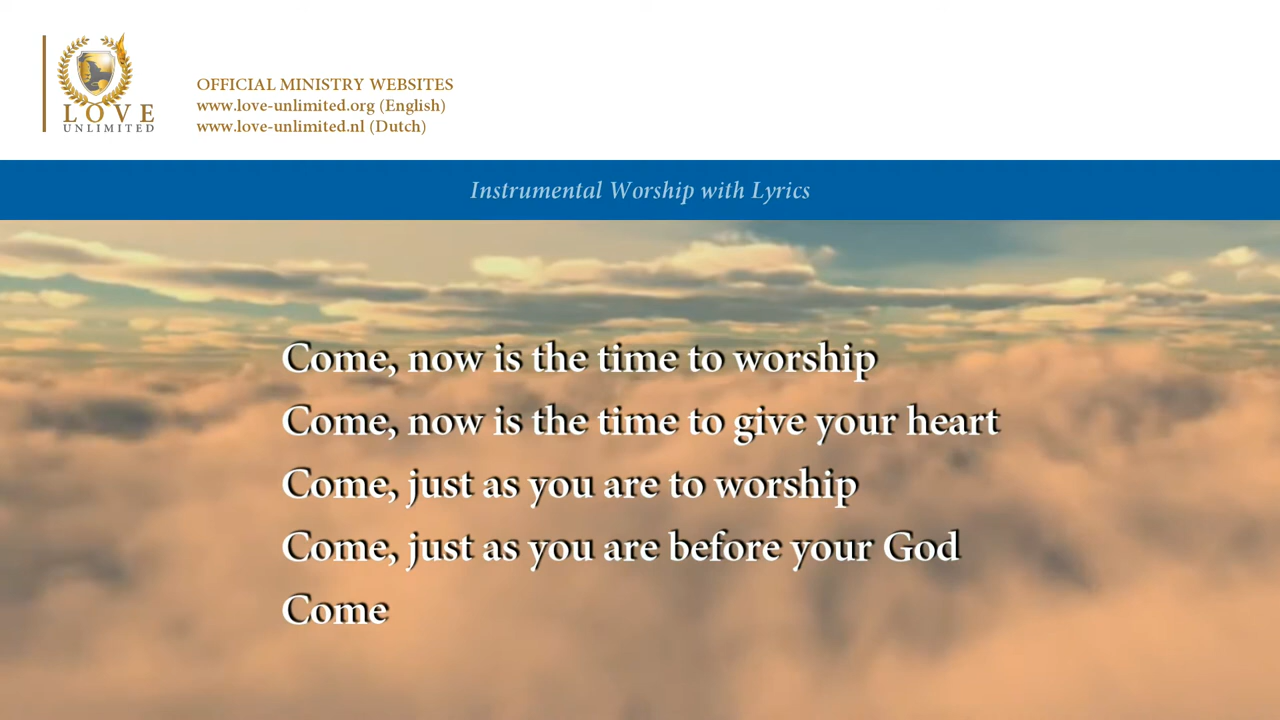 LOVE
UNLIMITED
OFFICIAL MINISTRY WEBSITES
www.love-unlimited.org (English)
www.love-unlimited.nl (Dutch)
Instrumental Worship with Lyrics
Come, now is the time to worship
Come, now is the time to give your heart
Come, just as you are to worship
Come, just as you are before your God
Come